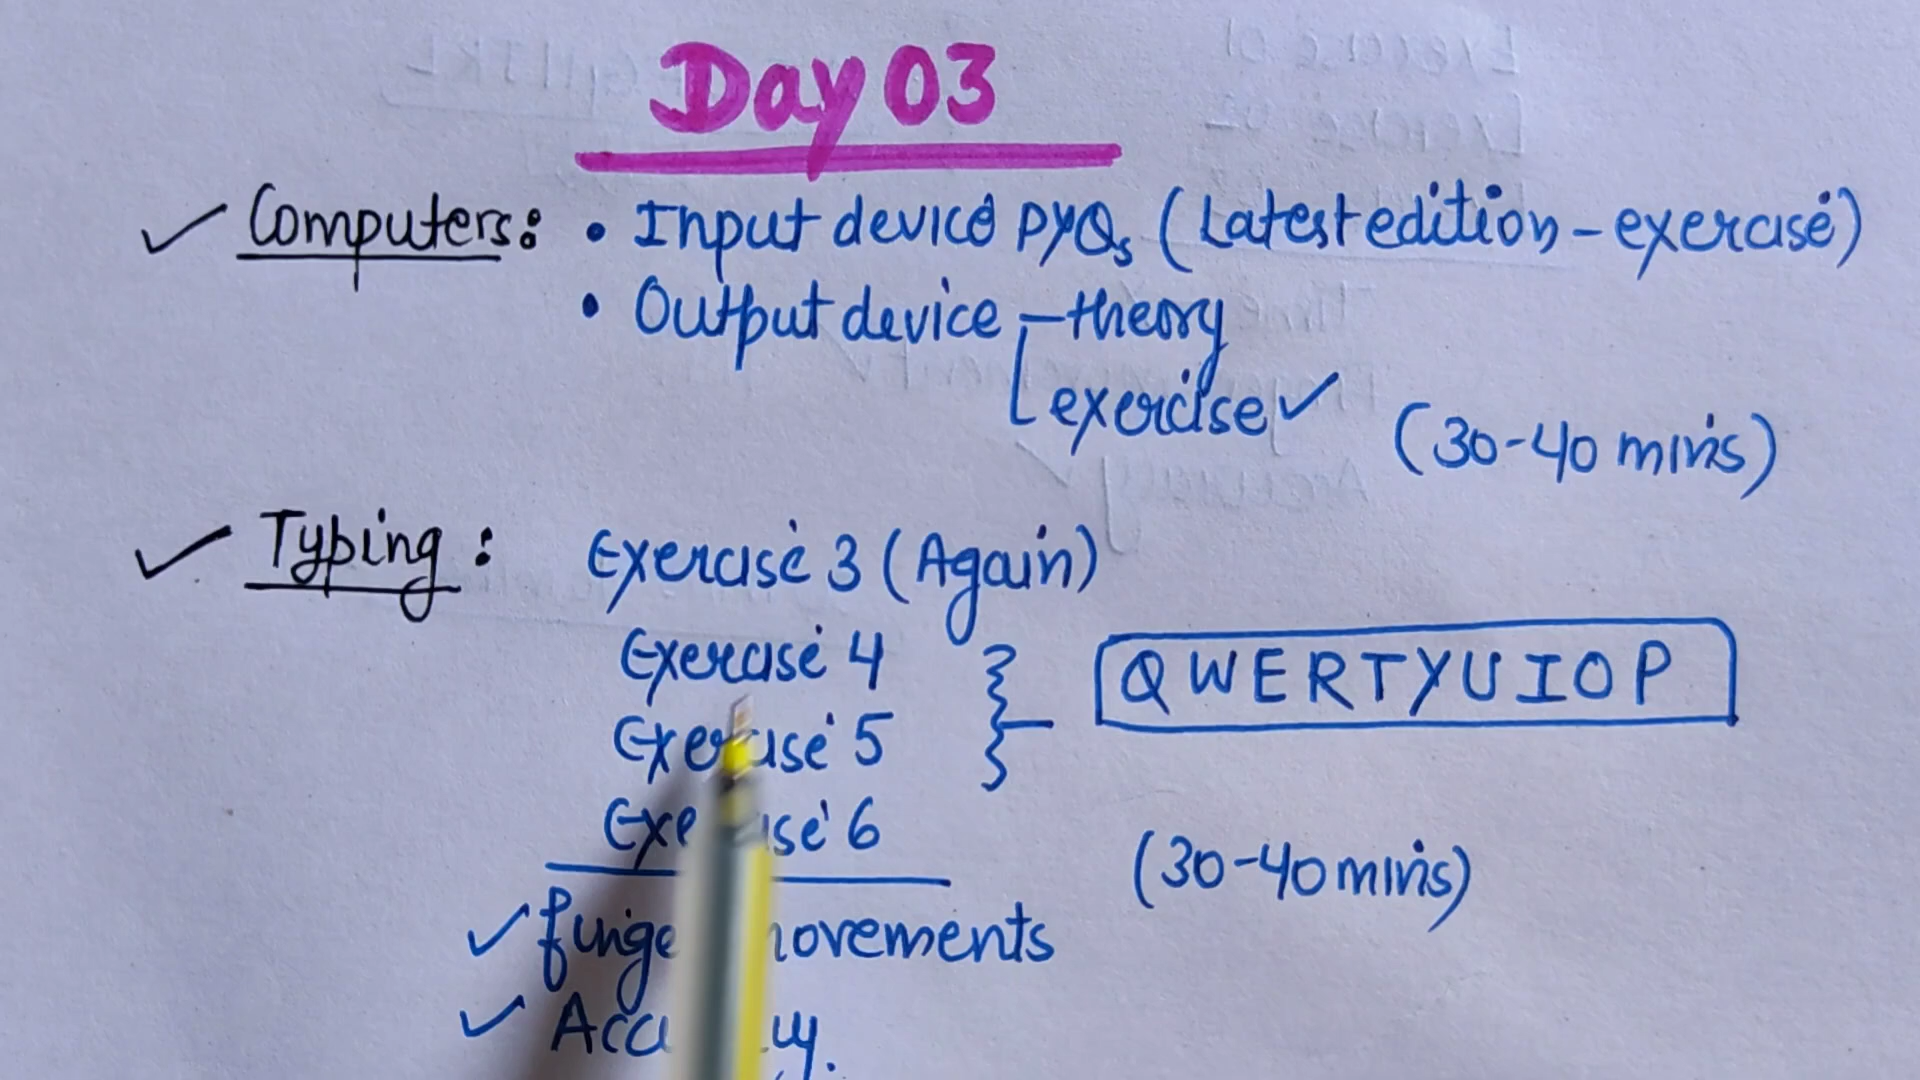 Day 03
Computers: • Input device PYQs (Latest edition - exercise)
• Output device - theory
exercise ✓
(30-40 mins)
Typing: Exercise 3 (Again)
Exercise 4
QWERTYUIOP
Exercise 5
Exercise 6
(30-40 mins)
✓ movements
✓